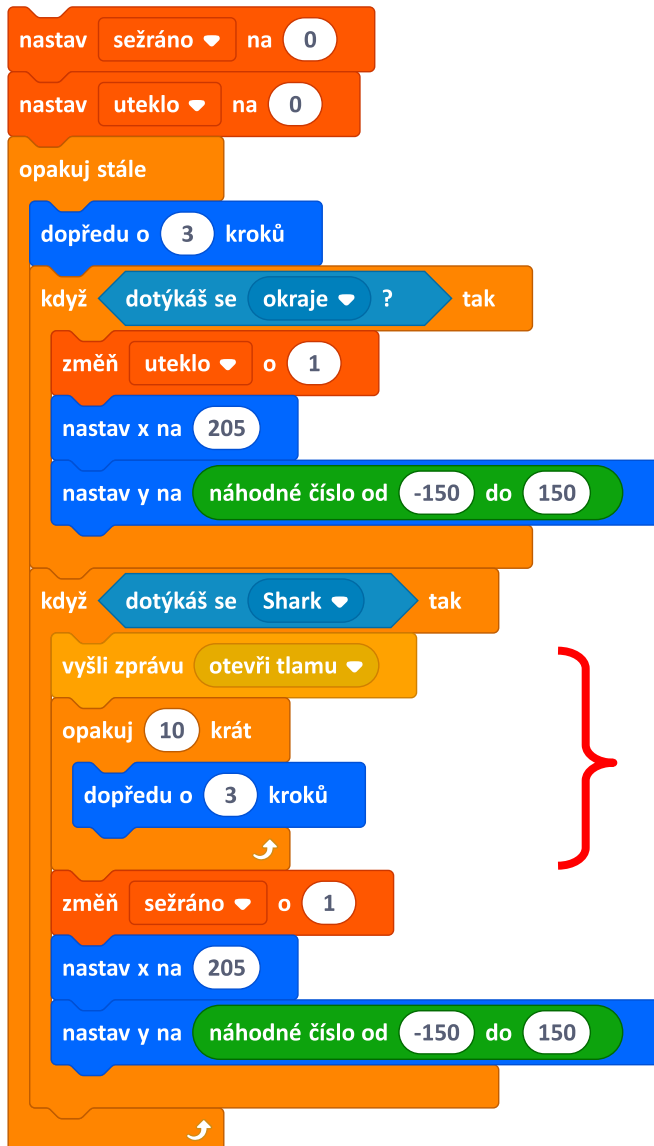 nastav sežráno na 0
nastav uteklo na 0
opakuj stále
dopředu o 3 kroků
když dotýkáš se okraje ? tak
změň uteklo o 1
nastav x na 205
nastav y na náhodné číslo od -150 do 150
když dotýkáš se Shark tak
vyšli zprávu otevři tlamu
opakuj 10 krát
dopředu o 3 kroků
změň sežráno o 1
nastav x na 205
nastav y na náhodné číslo od -150 do 150